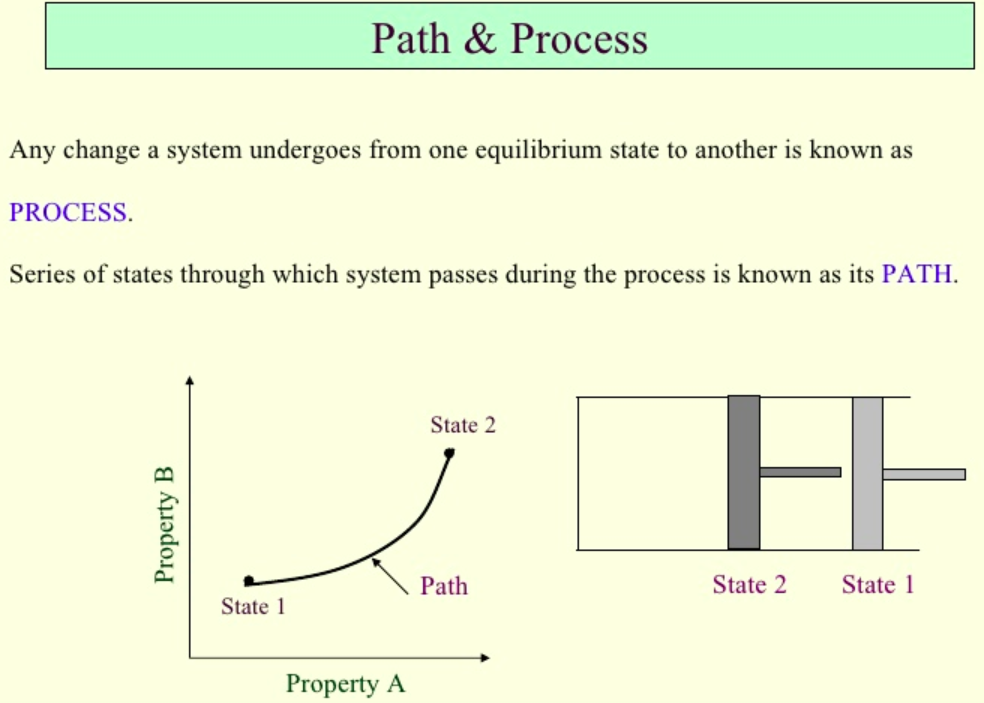 Path & Process
Any change a system undergoes from one equilibrium state to another is known as
PROCESS.
Series of states through which system passes during the process is known as its PATH.
State 2
Property B
Path
State 1
Property A
State 2
State 1